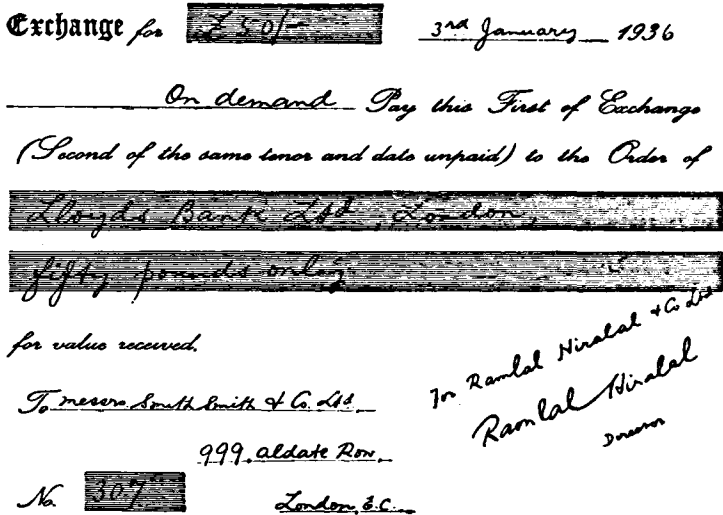 Exchange for £50/- 3rd January 1936
On demand Pay this First of Exchange
(Second of the same tenor and date unpaid) to the Order of
Lloyds Bank Ltd, London,
fifty pounds only
for value received.
For Ramlal Hiralal & Co Ltd
Ramlal Hiralal
Director
To messrs Smith Smith & Co. Ltd
999, aldate Row,
No. 307
London, E.C.